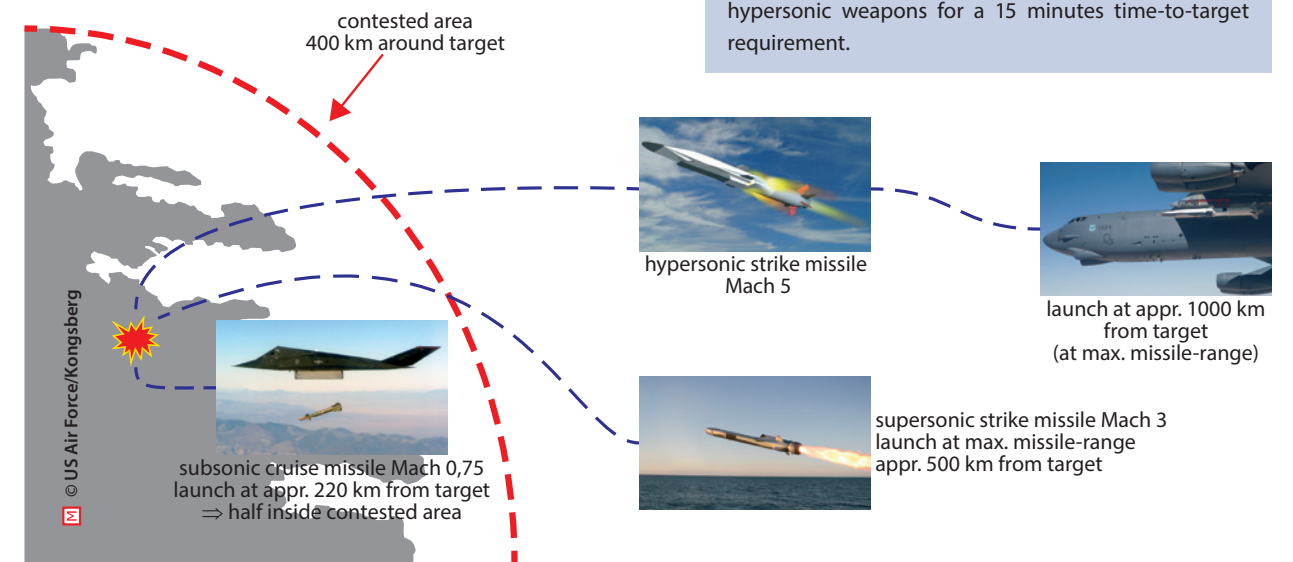 hypersonic weapons for a 15 minutes time-to-target
requirement.
contested area
400 km around target
hypersonic strike missile
Mach 5
launch at appr. 1000 km
from target
(at max. missile-range)
supersonic strike missile Mach 3
launch at max. missile-range
appr. 500 km from target
subsonic cruise missile Mach 0,75
launch at appr. 220 km from target
⇒ half inside contested area
M © US Air Force/Kongsberg